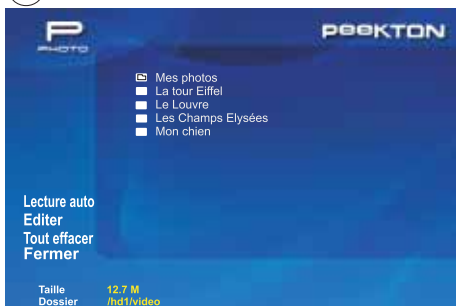 P
PHOTO
PEEKTON
Mes photos
La tour Eiffel
Le Louvre
Les Champs Elysées
Mon chien
Lecture auto
Editer
Tout effacer
Fermer
Taille 12.7 M
Dossier /hd1/video